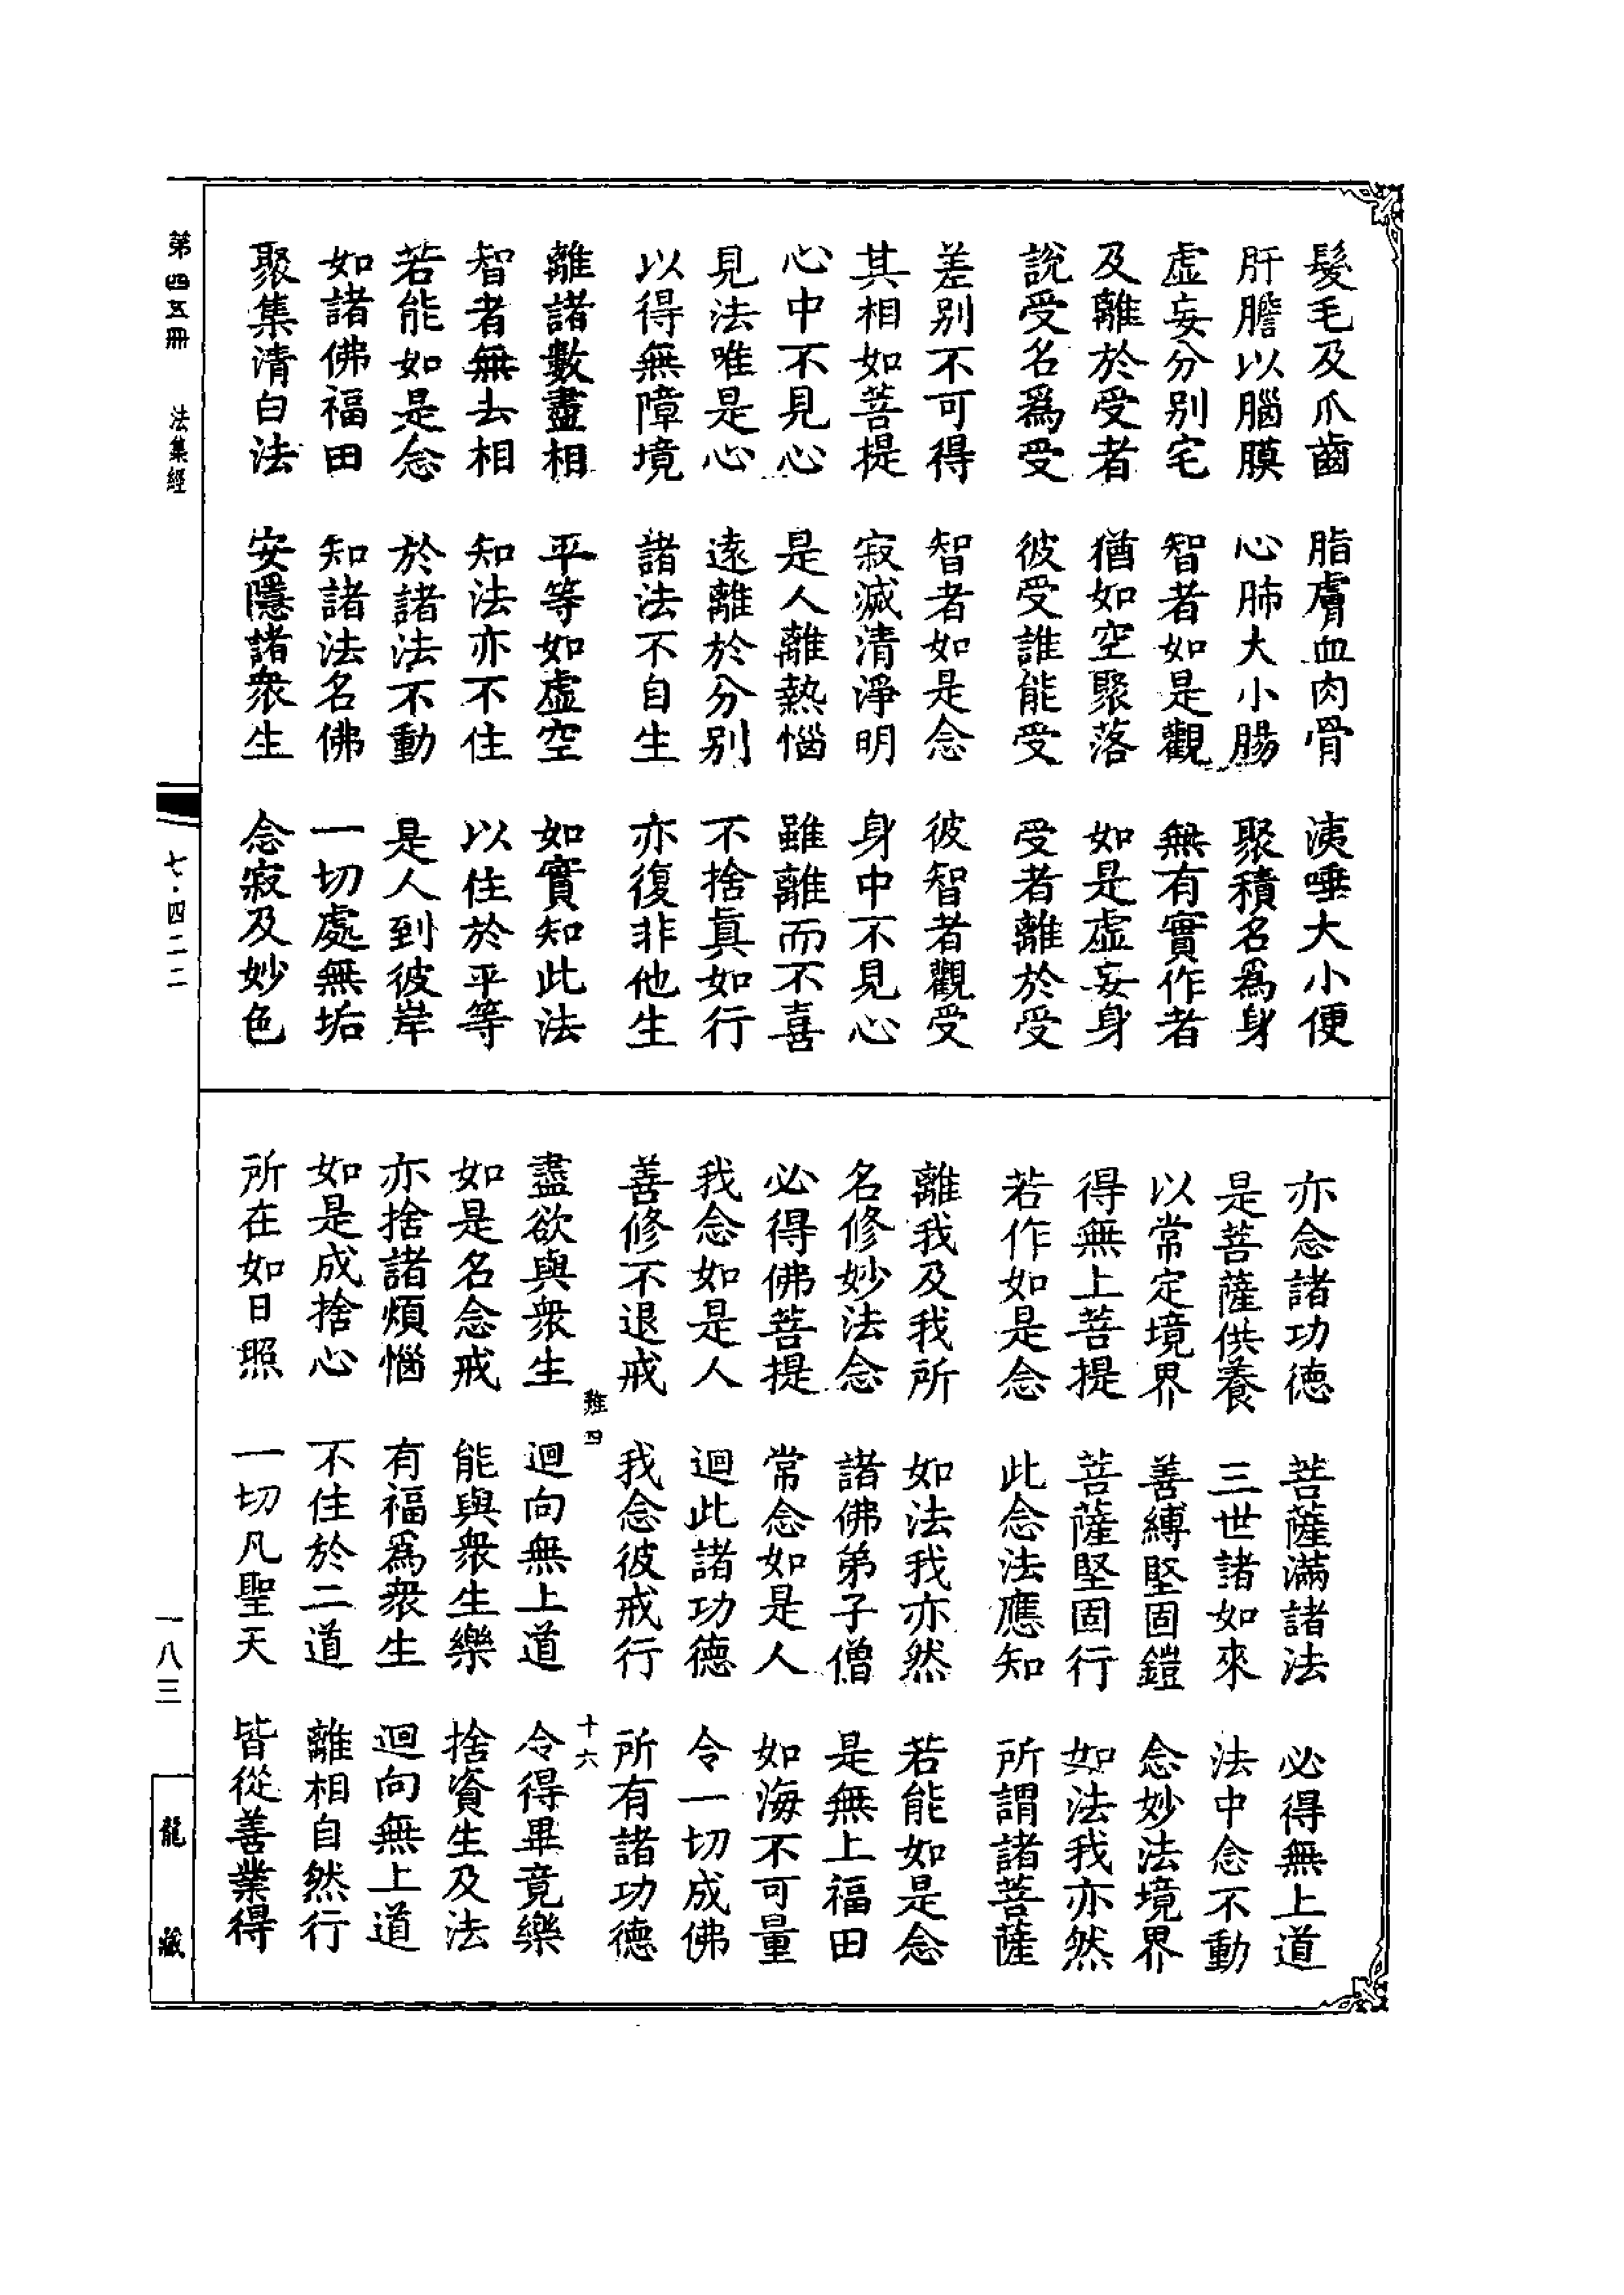 髮毛及爪齒　脂膚血肉骨　洟唾大小便
肝膽以腦膜　心肺大小腸　聚積名爲身
虛妄分别宅　智者如是觀　無有實作者
及離於受者　猶如空聚落　如是虛妄身
說受名爲受　彼受誰能受　受者離於受
差别不可得　智者如是念　彼智者觀受
其相如菩提　寂滅清淨明　身中不見心
心中不見心　是人離熱惱　雖離而不喜
見法唯是心　遠離於分别　不捨眞如行
以得無障境　諸法不自生　亦復非他生
離諸數盡相　平等如虛空　如實知此法
智者無去相　知法亦不住　以住於平等
若能如是念　於諸法不動　是人到彼岸
如諸佛福田　知諸法名佛　一切處無垢
聚集清白法　安隱諸衆生　念寂及妙色
亦念諸功德　菩薩滿諸法　必得無上道
是菩薩供養　三世諸如來　法中念不動
以常定境界　善縛堅固鎧　念妙法境界
得無上菩提　菩薩堅固行　如法我亦然
若作如是念　此念法應知　所謂諸菩薩
離我及我所　如法我亦然　若能如是念
名修妙法念　諸佛弟子僧　是無上福田
必得佛菩提　常念如是人　如海不可量
我念如是人　迴此諸功德　令一切成佛
善修不退戒　我念彼戒行　所有諸功德
難四　十六
盡欲與衆生　迴向無上道　令得畢竟樂
如是名念戒　能與衆生樂　捨資生及法
亦捨諸煩惱　有福爲衆生　迴向無上道
如是成捨心　不住於二道　離相自然行
所在如日照　一切凡聖天　皆從善業得
第四五冊　法集經　七·四二二　一八三　龍藏